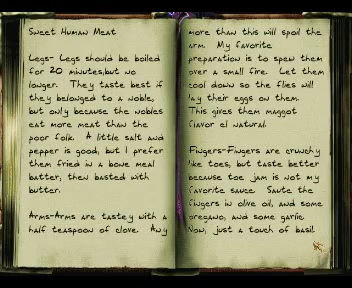 Sweet Human Meat
Legs- Legs should be boiled
for 20 minutes,but no
longer. They taste best if
they belonged to a noble,
but only because the nobles
eat more meat than the
poor folk. A little salt and
pepper is good, but I prefer
them fried in a bone meal
batter, then basted with
butter.
Arms-Arms are tastey with a
half teaspoon of clove. Any
more than this will spoil the
arm. My favorite
preparation is to spew them
over a small fire. Let them
cool down so the flies will
lay their eggs on them.
This gives them maggot
flavor el natural.
Fingers-Fingers are crunchy
like toes, but taste better
because toe jam is not my
favorite sauce. Saute the
fingers in olive oil, and some
oregano, and some garlic.
Now, just a touch of basil.